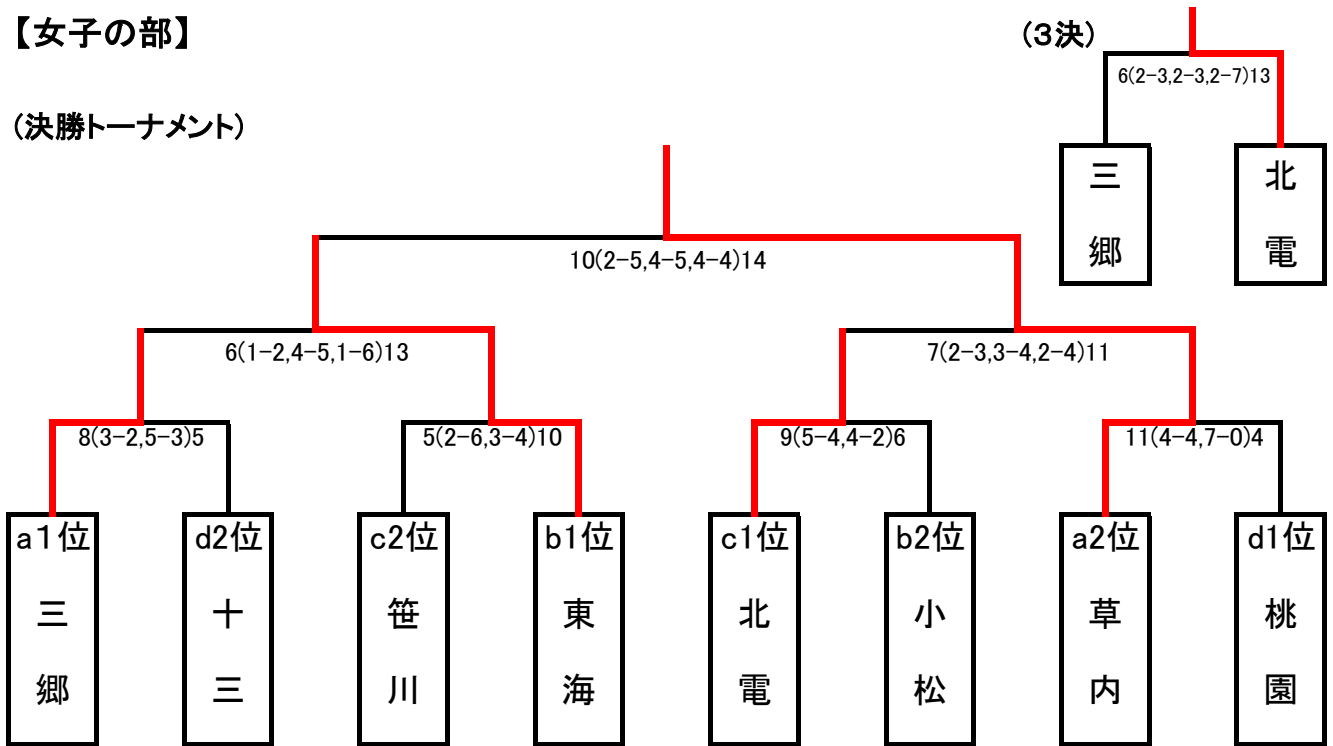 【女子の部】
(3決)
6(2-3,2-3,2-7)13
(決勝トーナメント)
三郷
北電
10(2-5,4-5,4-4)14
6(1-2,4-5,1-6)13
7(2-3,3-4,2-4)11
8(3-2,5-3)5
5(2-6,3-4)10
9(5-4,4-2)6
11(4-4,7-0)4
a1位
三郷
d2位
十三
c2位
笹川
b1位
東海
c1位
北電
b2位
小松
a2位
草内
d1位
桃園